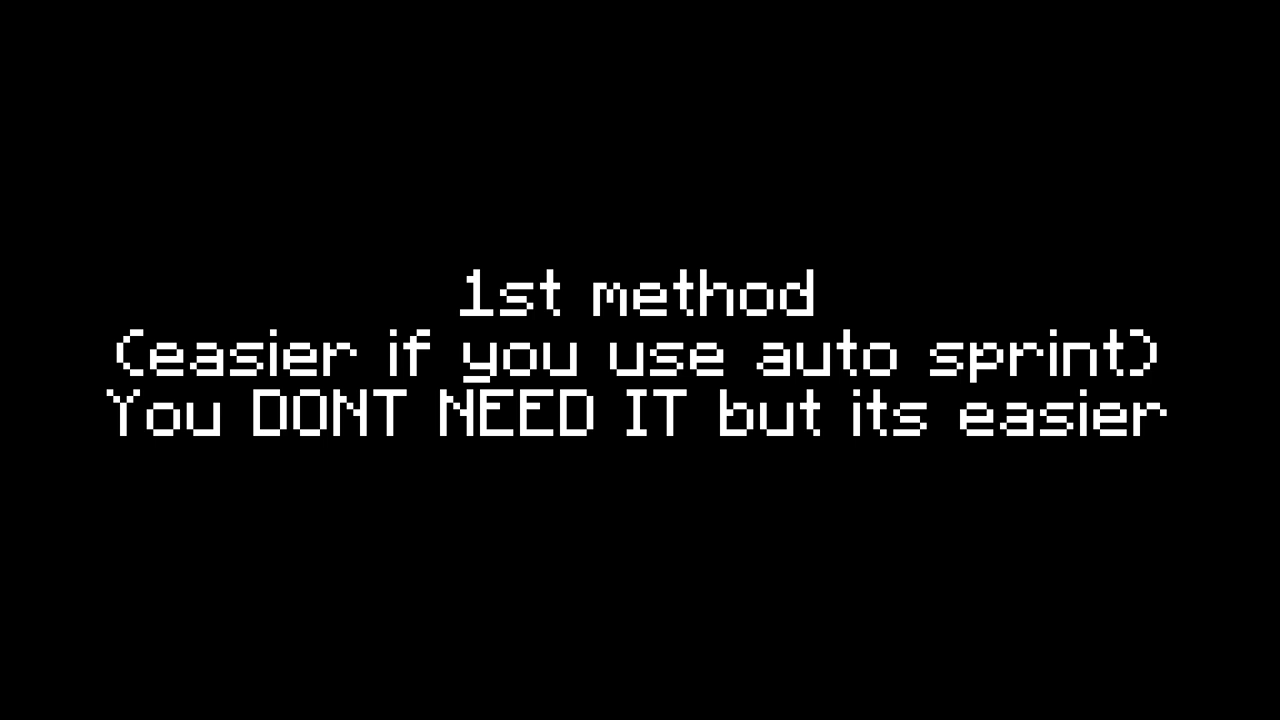 1st method
(easier if you use auto sprint)
You DONT NEED IT but its easier